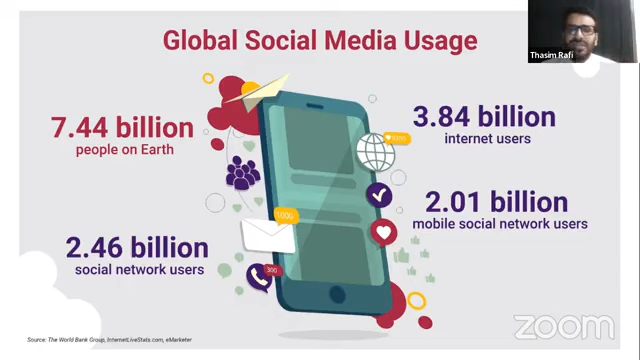 Global Social Media Usage
Thasim Rafi
7.44 billion
people on Earth
3.84 billion
internet users
2.01 billion
mobile social network users
2.46 billion
social network users
1000
300
Source: The World Bank Group, InternetLiveStats.com, eMarketer
zoom